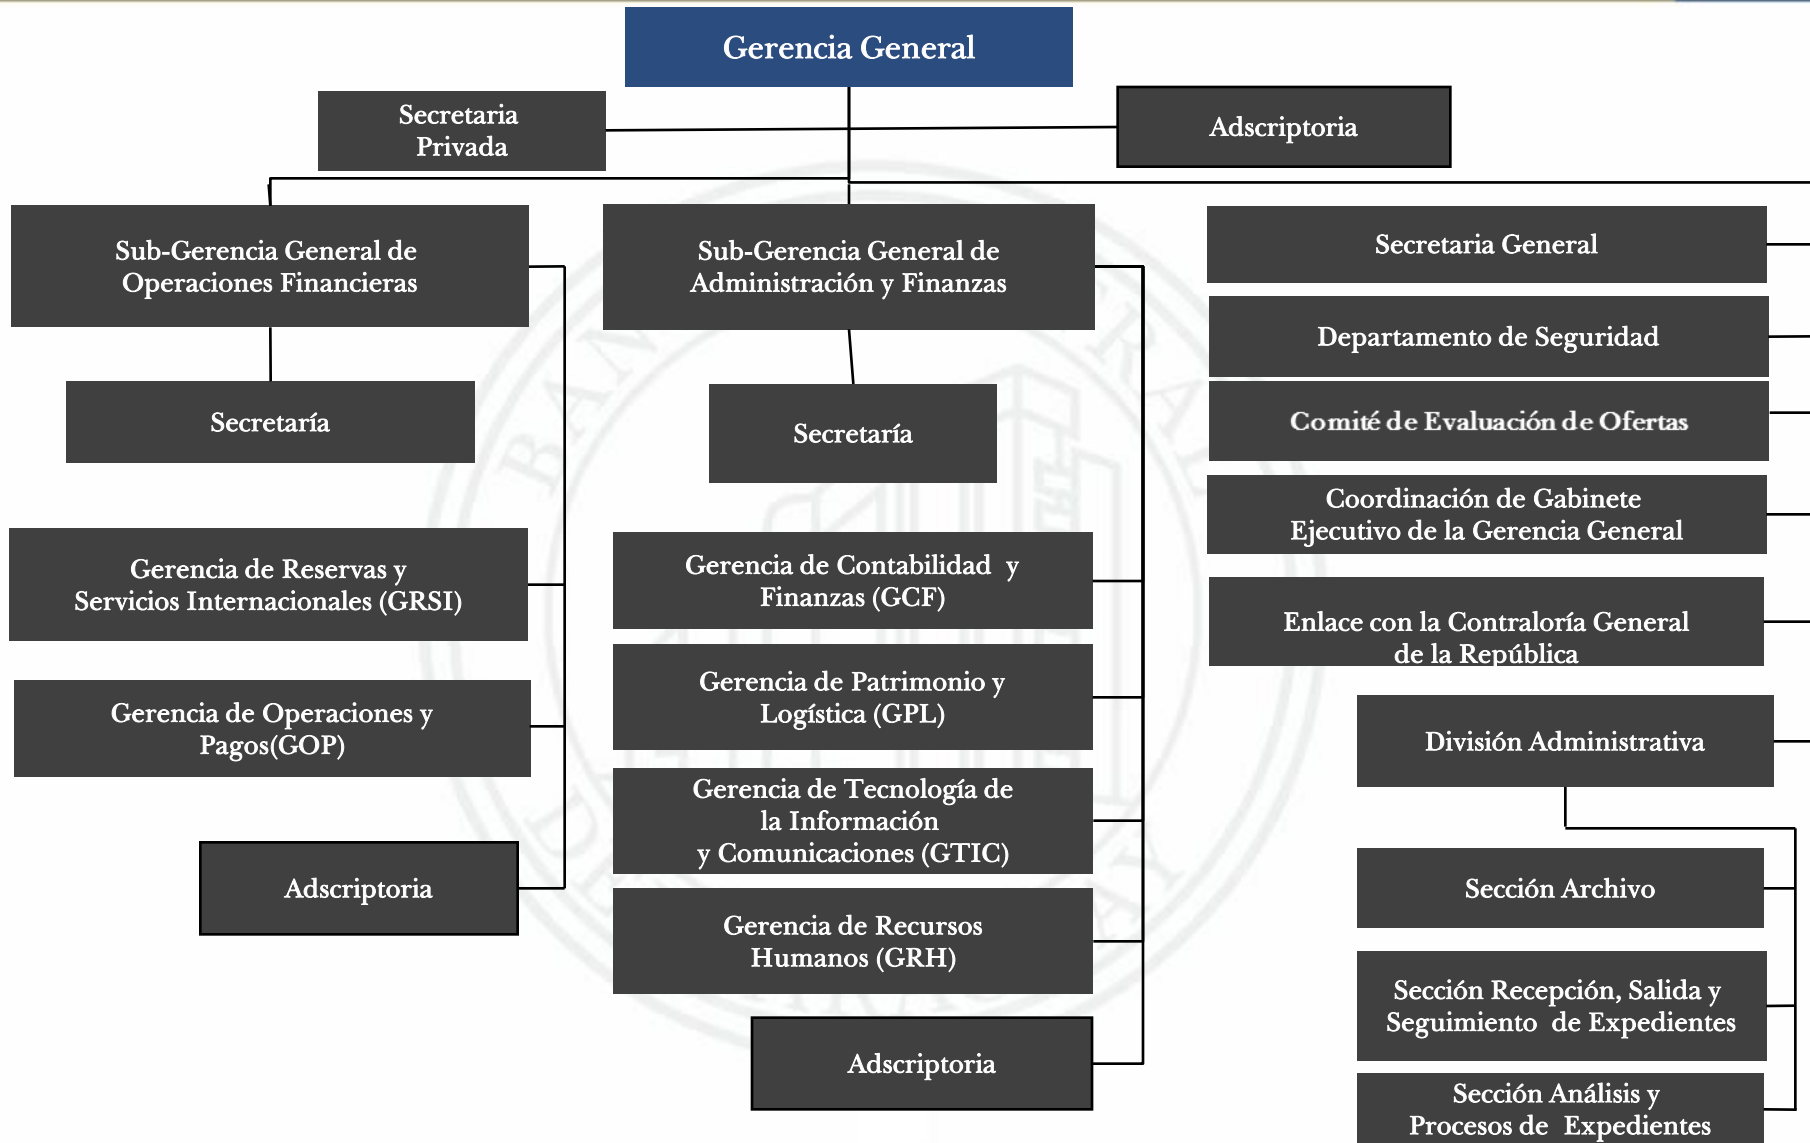 Gerencia General
Secretaria
Privada
Adscriptoria
Sub-Gerencia General de
Operaciones Financieras
Secretaría
Gerencia de Reservas y
Servicios Internacionales (GRSI)
Gerencia de Operaciones y
Pagos(GOP)
Adscriptoria
Sub-Gerencia General de
Administración y Finanzas
Secretaría
Gerencia de Contabilidad y
Finanzas (GCF)
Gerencia de Patrimonio y
Logística (GPL)
Gerencia de Tecnología de
la Información
y Comunicaciones (GTIC)
Gerencia de Recursos
Humanos (GRH)
Adscriptoria
Secretaria General
Departamento de Seguridad
Comité de Evaluación de Ofertas
Coordinación de Gabinete
Ejecutivo de la Gerencia General
Enlace con la Contraloría General
de la República
División Administrativa
Sección Archivo
Sección Recepción, Salida y
Seguimiento de Expedientes
Sección Análisis y
Procesos de Expedientes